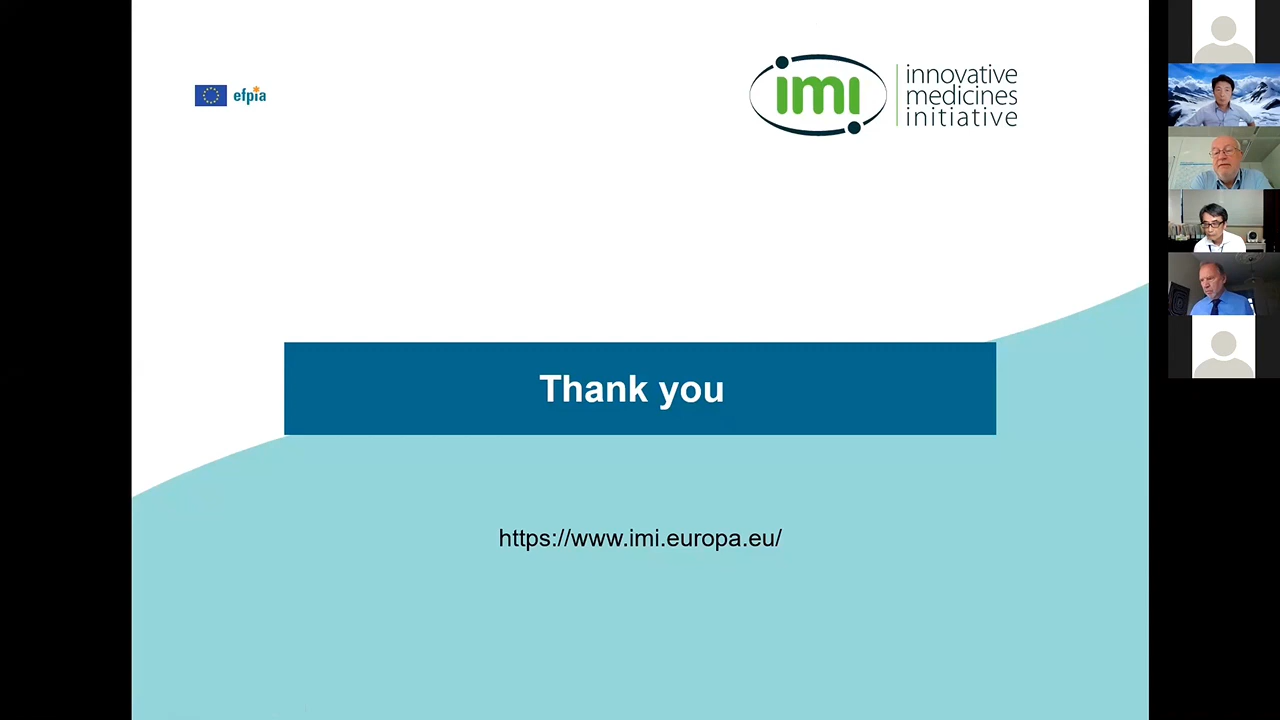 efpia
imi
innovative
medicines
initiative
Thank you
https://www.imi.europa.eu/